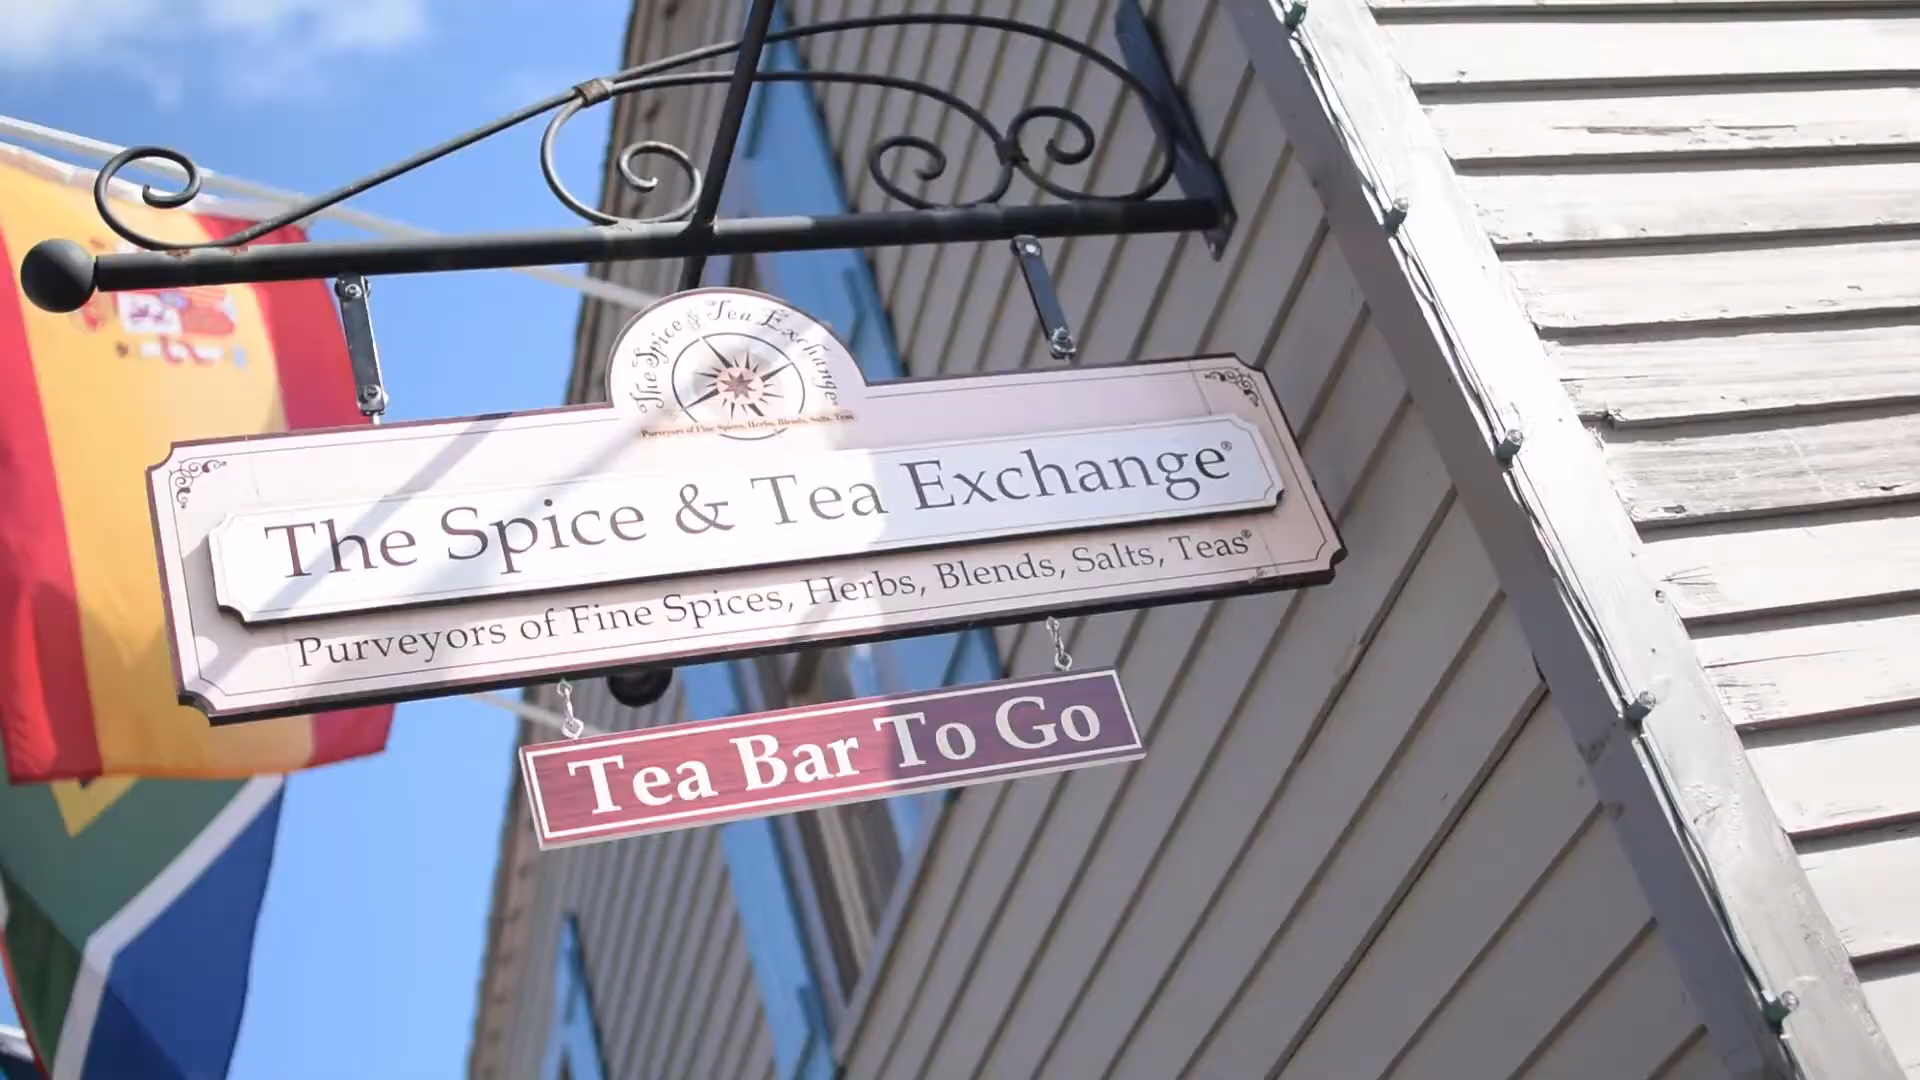 The Spice & Tea Exchange®
Purveyors of Fine Spices, Herbs, Blends, Salts, Teas
The Spice & Tea Exchange®
Purveyors of Fine Spices, Herbs, Blends, Salts, Teas®
Tea Bar To Go